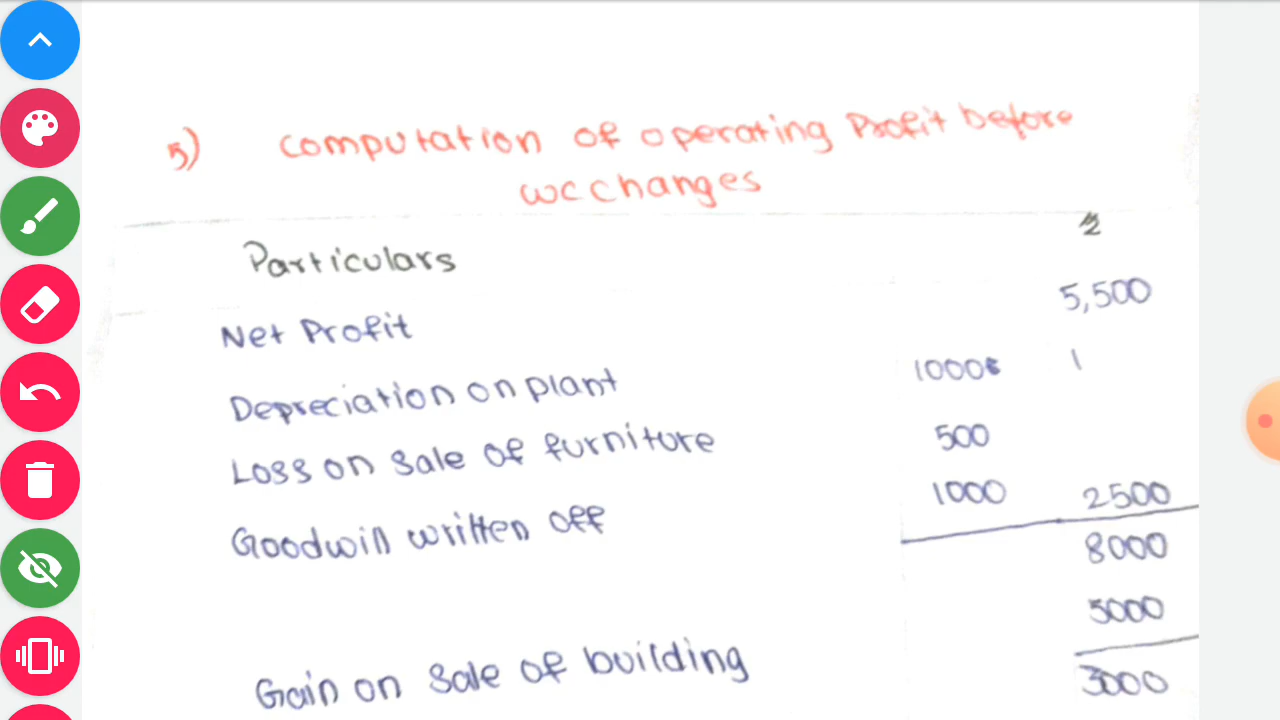 5) Computation of operating Profit before
WC Changes
Particulars
Net Profit 5,500
Depreciation on plant 1000
Loss on Sale of furniture 500
Goodwill written off 1000 2500
8000
5000
Gain on Sale of building 3000